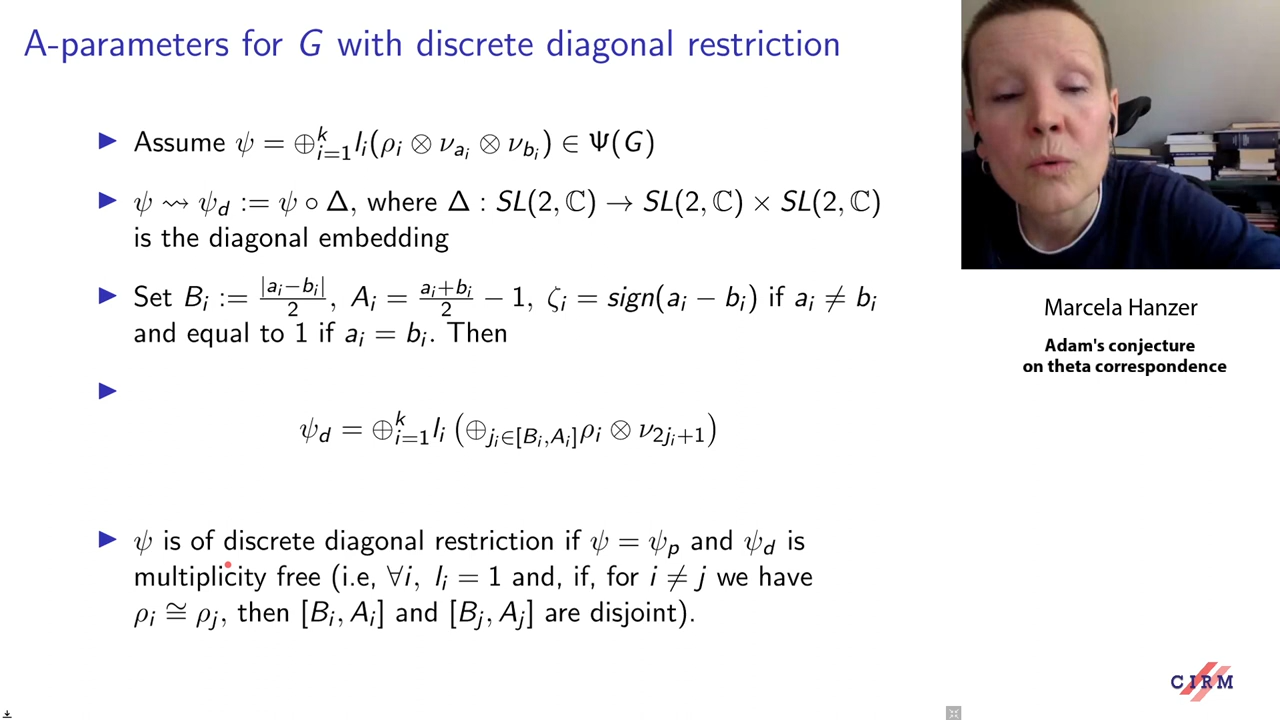 A-parameters for G with discrete diagonal restriction
▶ Assume ψ = ⊕_{i=1}^{k} l_i(ρ_i ⊗ ν_{a_i} ⊗ ν_{b_i}) ∈ Ψ(G)
▶ ψ ⇝ ψ_d := ψ ∘ Δ, where Δ : SL(2, ℂ) → SL(2, ℂ) × SL(2, ℂ)
is the diagonal embedding
▶ Set B_i := |a_i−b_i|/2, A_i = (a_i+b_i)/2 − 1, ζ_i = sign(a_i − b_i) if a_i ≠ b_i
and equal to 1 if a_i = b_i. Then
▶
ψ_d = ⊕_{i=1}^{k} l_i (⊕_{j_i∈[B_i,A_i]} ρ_i ⊗ ν_{2j_i+1})
▶ ψ is of discrete diagonal restriction if ψ = ψ_p and ψ_d is
multiplicity free (i.e, ∀i, l_i = 1 and, if, for i ≠ j we have
ρ_i ≅ ρ_j, then [B_i, A_i] and [B_j, A_j] are disjoint).
Marcela Hanzer
Adam's conjecture
on theta correspondence
CIRM